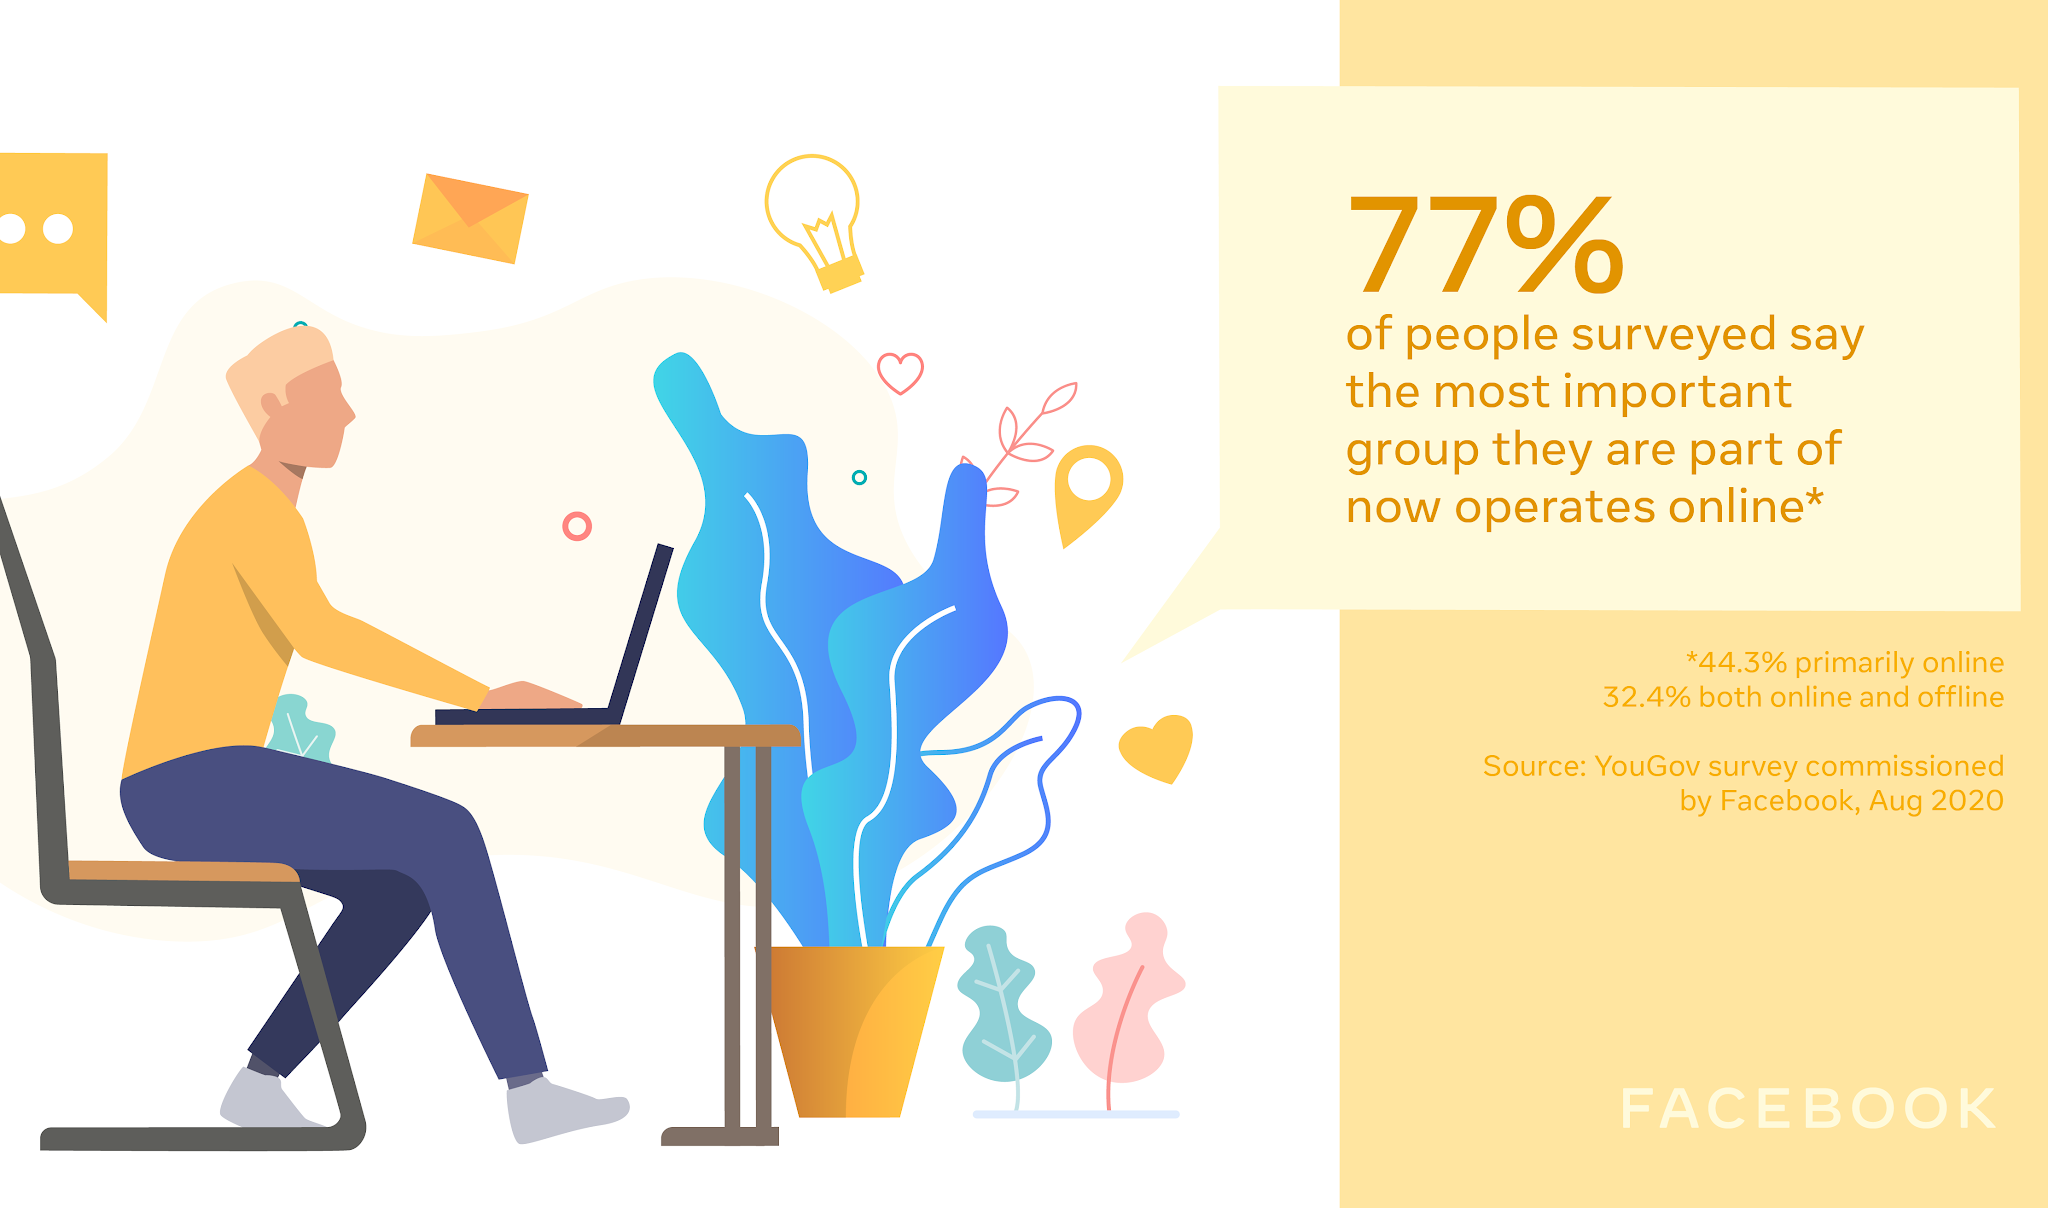 77%
of people surveyed say
the most important
group they are part of
now operates online*
*44.3% primarily online
32.4% both online and offline
Source: YouGov survey commissioned
by Facebook, Aug 2020
FACEBOOK